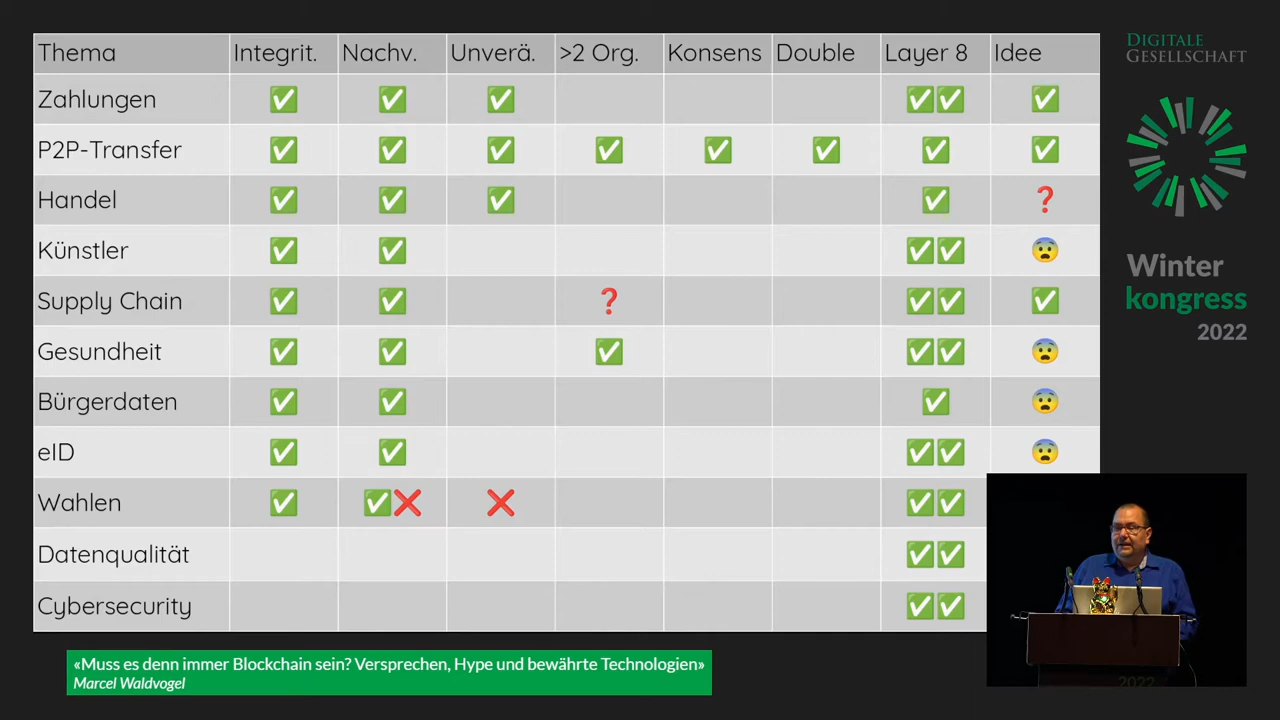 Thema Integrit. Nachv. Unverä. >2 Org. Konsens Double Layer 8 Idee
Zahlungen ✅ ✅ ✅ ✅✅ ✅
P2P-Transfer ✅ ✅ ✅ ✅ ✅ ✅ ✅ ✅
Handel ✅ ✅ ✅ ✅ ❓
Künstler ✅ ✅ ✅✅ 😨
Supply Chain ✅ ✅ ❓ ✅✅ ✅
Gesundheit ✅ ✅ ✅ ✅✅ 😨
Bürgerdaten ✅ ✅ ✅ 😨
eID ✅ ✅ ✅✅ 😨
Wahlen ✅ ✅❌ ❌ ✅✅
Datenqualität ✅✅
Cybersecurity ✅✅
DIGITALE
GESELLSCHAFT
Winter
kongress
2022
«Muss es denn immer Blockchain sein? Versprechen, Hype und bewährte Technologien»
Marcel Waldvogel
2022